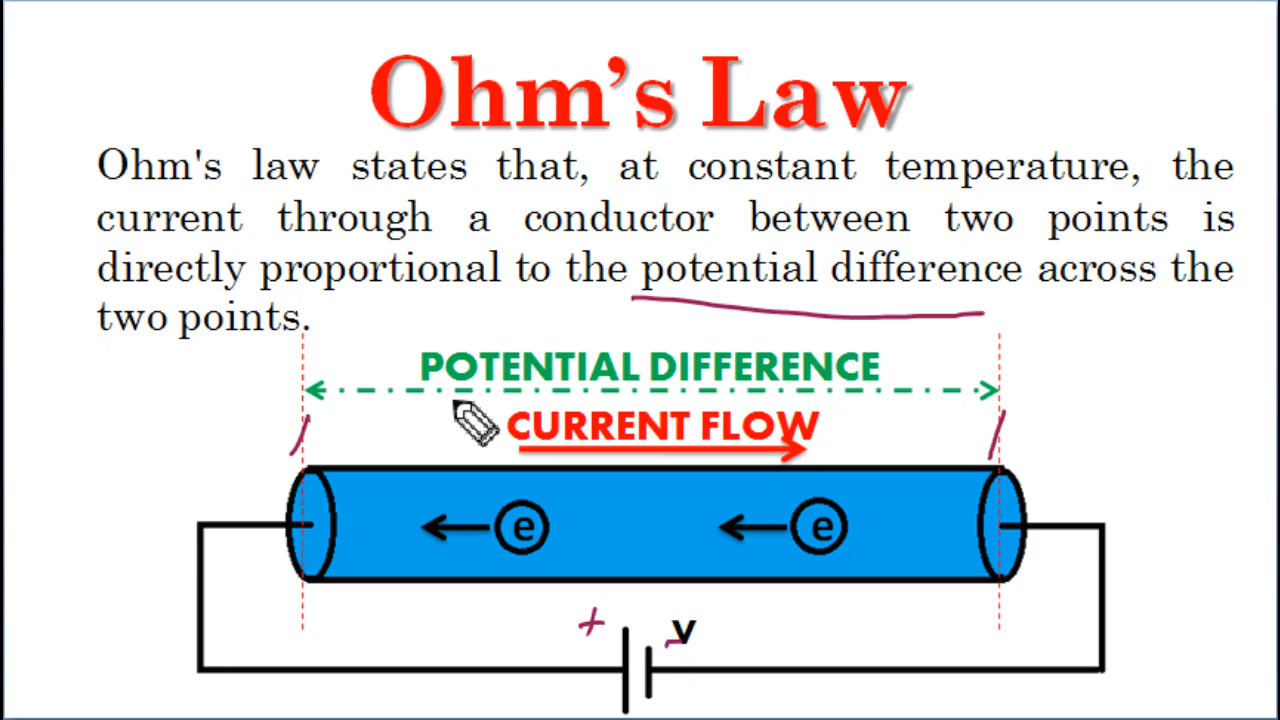 Ohm's Law
Ohm's law states that, at constant temperature, the
current through a conductor between two points is
directly proportional to the potential difference across the
two points.
POTENTIAL DIFFERENCE
CURRENT FLOW
e e
+ - V